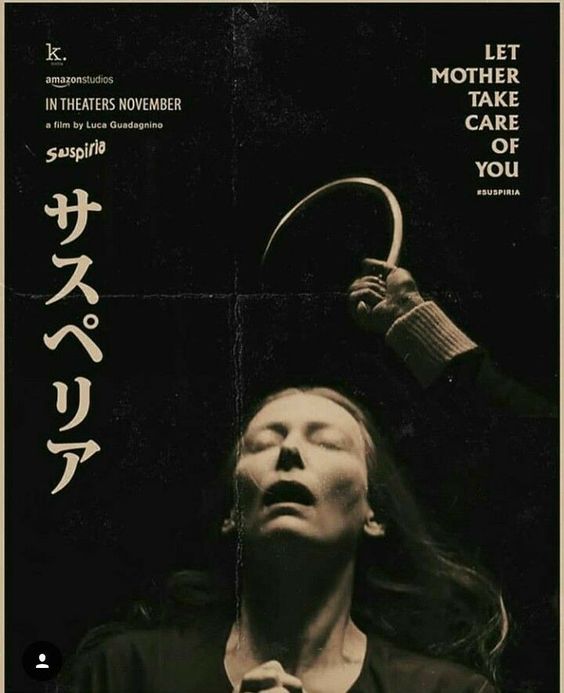 k.
amazonstudios
IN THEATERS NOVEMBER
a film by Luca Guadagnino
Suspiria
サスペリア
LET
MOTHER
TAKE
CARE
OF
YOU
#SUSPIRIA